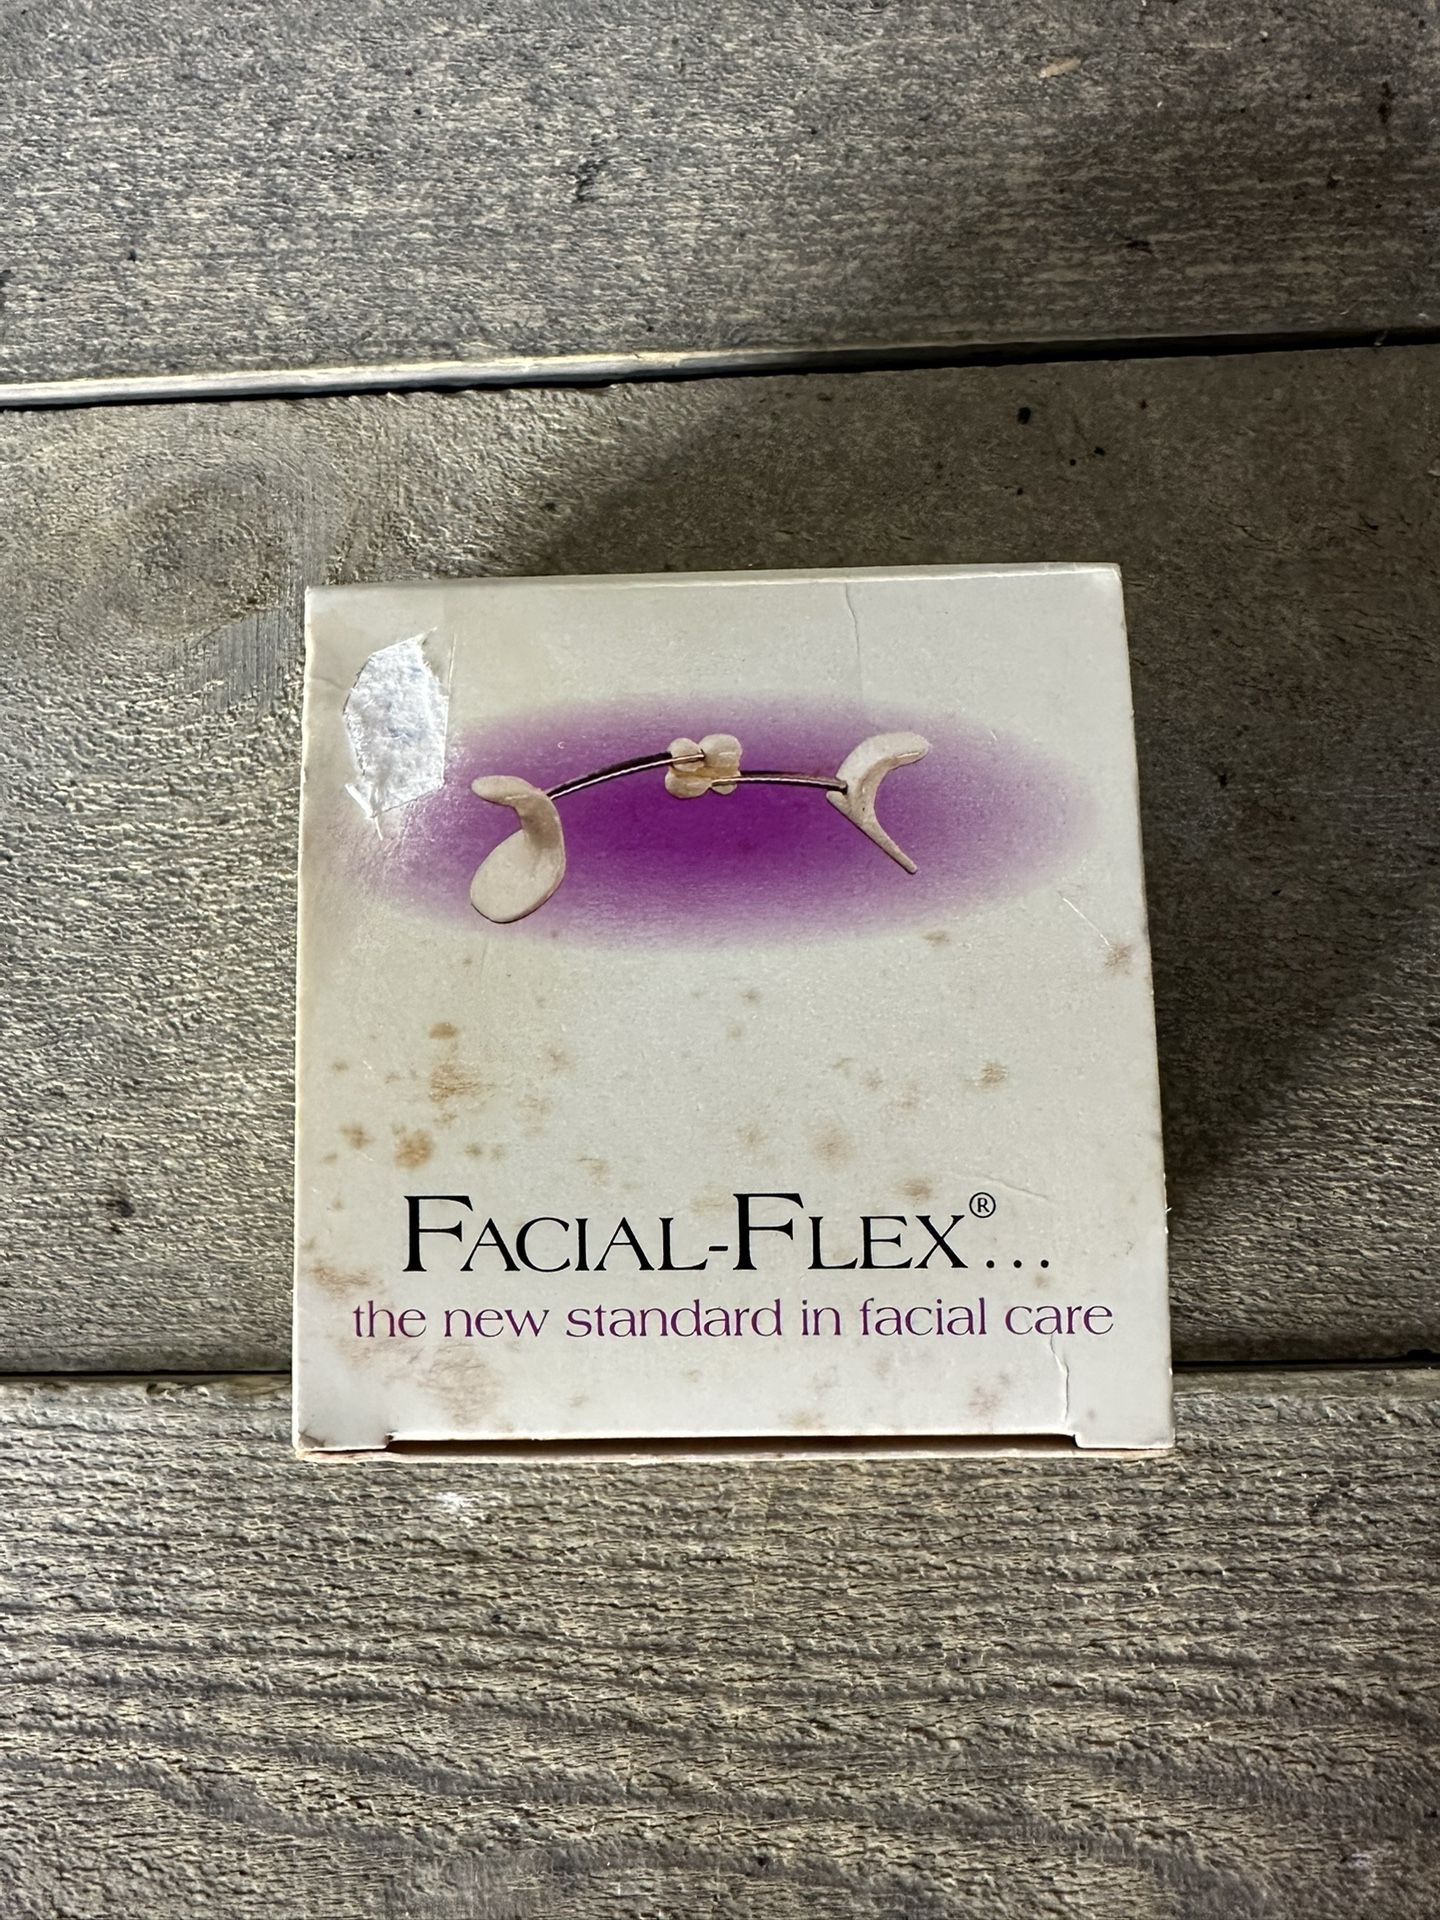 FACIAL-FLEX®...
the new standard in facial care